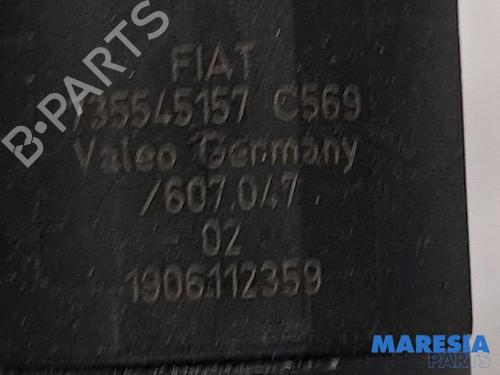 B-PARTS
FIAT
735545157 C569
Valeo Germany
/607.047
02
1906112359
MARESIA
PARTS